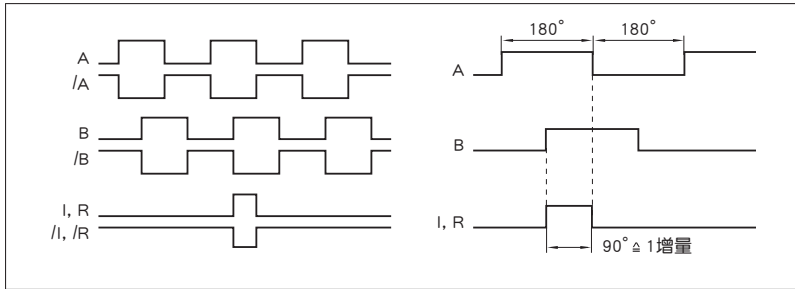 A
/A
B
/B
I, R
/I, /R
180° 180°
A
B
I, R
90° ≙ 1增量